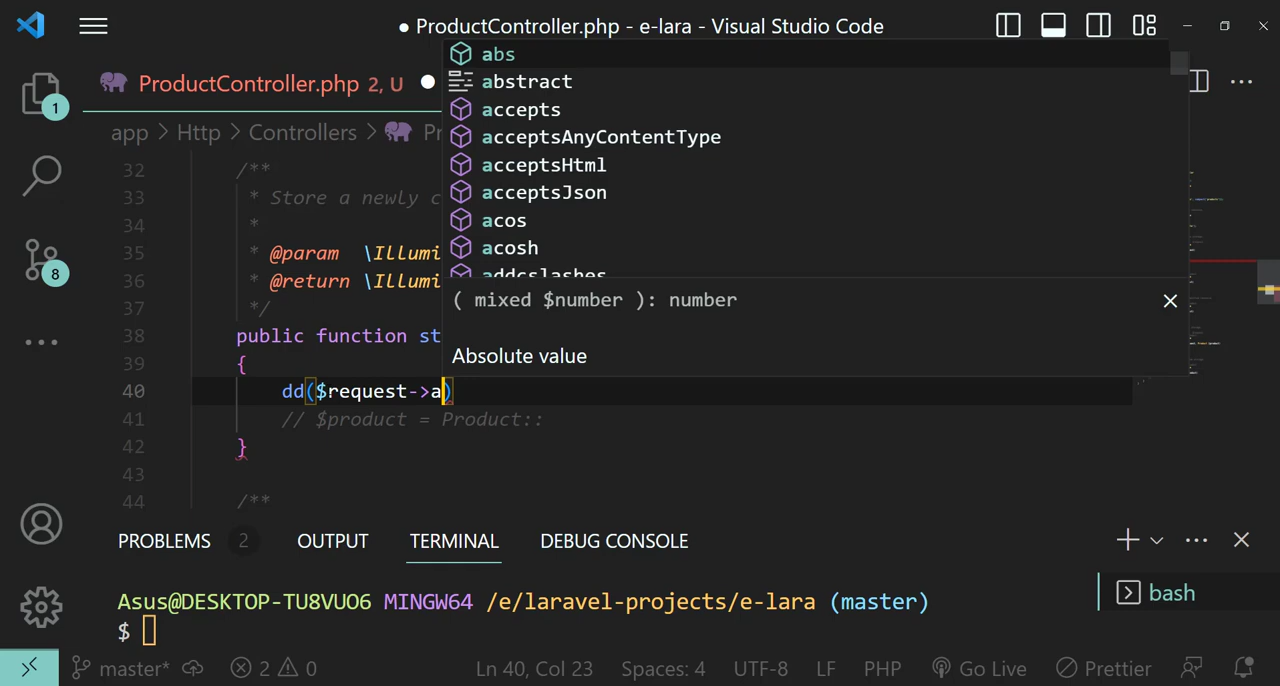 ● ProductController.php - e-lara - Visual Studio Code
ProductController.php 2, U
1
app > Http > Controllers > Pr
abs
abstract
accepts
acceptsAnyContentType
acceptsHtml
acceptsJson
acos
acosh
addcslashes
( mixed $number ): number
Absolute value
32 /**
33 * Store a newly c
34 *
35 * @param \Illumi
36 * @return \Illumi
37 */
38 public function st
39 {
40 dd($request->a)
41 // $product = Product::
42 }
43
44 /**
8
PROBLEMS 2 OUTPUT TERMINAL DEBUG CONSOLE
Asus@DESKTOP-TU8VUO6 MINGW64 /e/laravel-projects/e-lara (master)
$
bash
master* 2 0 Ln 40, Col 23 Spaces: 4 UTF-8 LF PHP Go Live Prettier